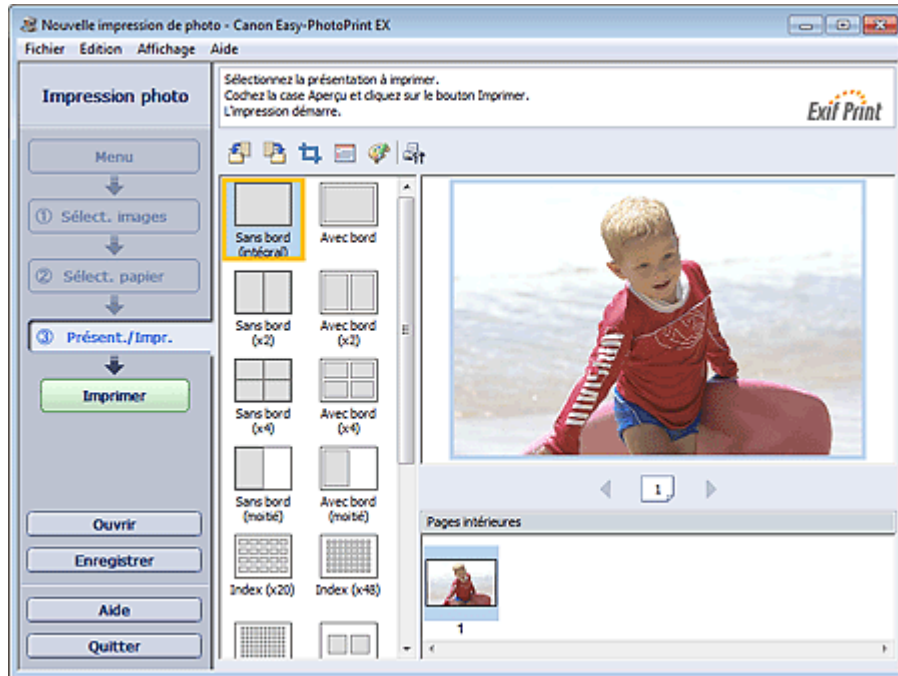 Nouvelle impression de photo - Canon Easy-PhotoPrint EX
Fichier Édition Affichage Aide
Impression photo
Sélectionnez la présentation à imprimer.
Cochez la case Aperçu et cliquez sur le bouton Imprimer.
L'impression démarre.
Exif Print
Menu
① Sélect. images
② Sélect. papier
③ Présent./Impr.
Imprimer
Ouvrir
Enregistrer
Aide
Quitter
Sans bord
(intégral)
Avec bord
Sans bord
(x2)
Avec bord
(x2)
Sans bord
(x4)
Avec bord
(x4)
Sans bord
(moitié)
Avec bord
(moitié)
Index (x20)
Index (x48)
1
Pages intérieures
1